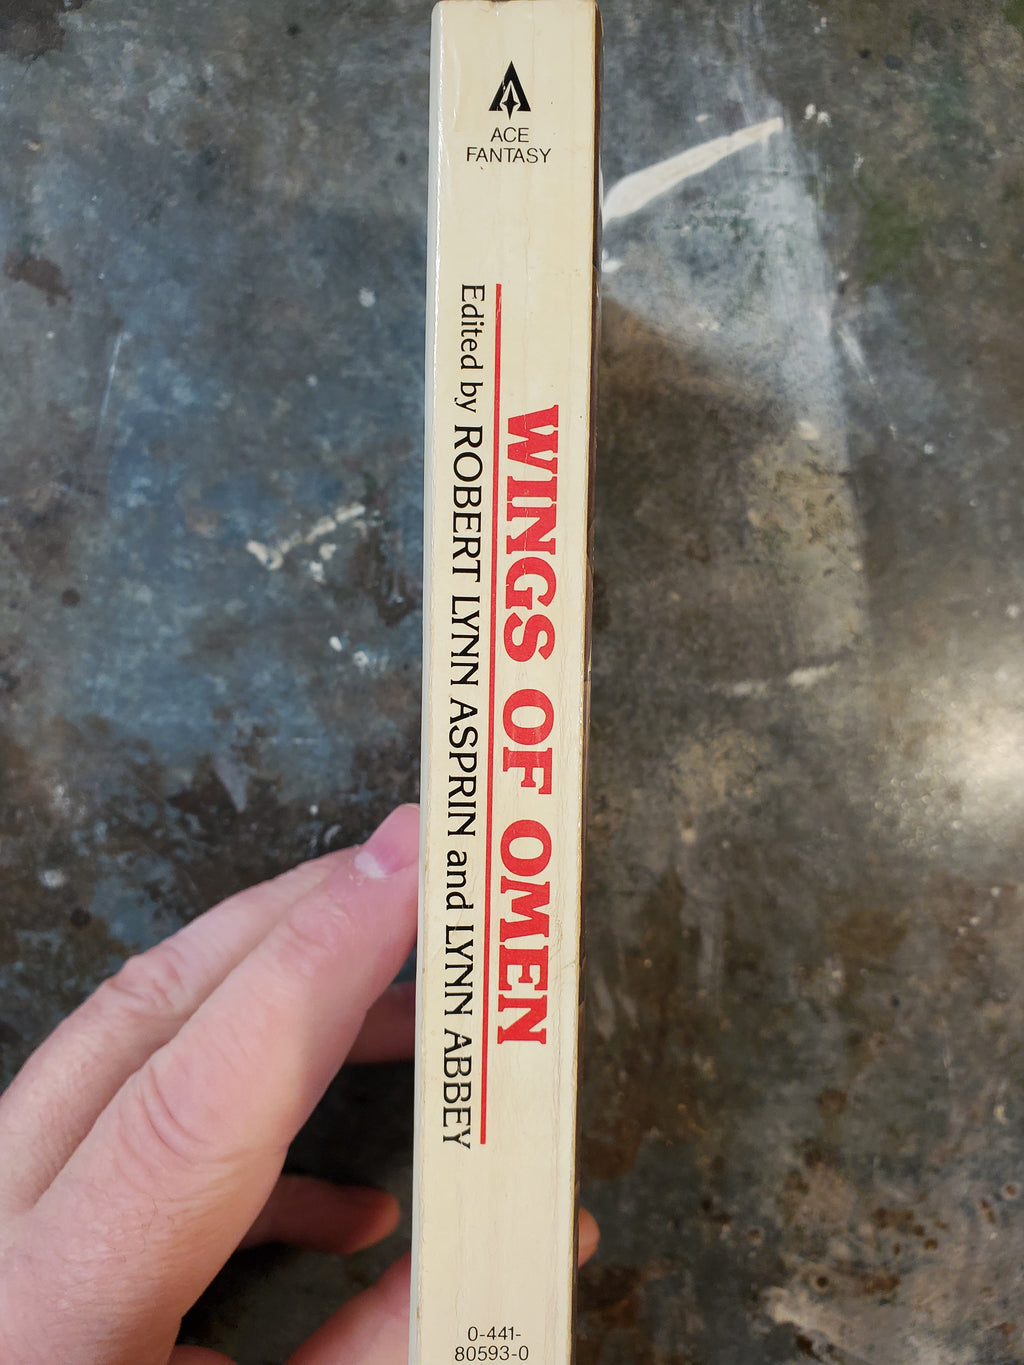 ACE
FANTASY
WINGS OF OMEN
Edited by ROBERT LYNN ASPRIN and LYNN ABBEY
0-441-
80593-0